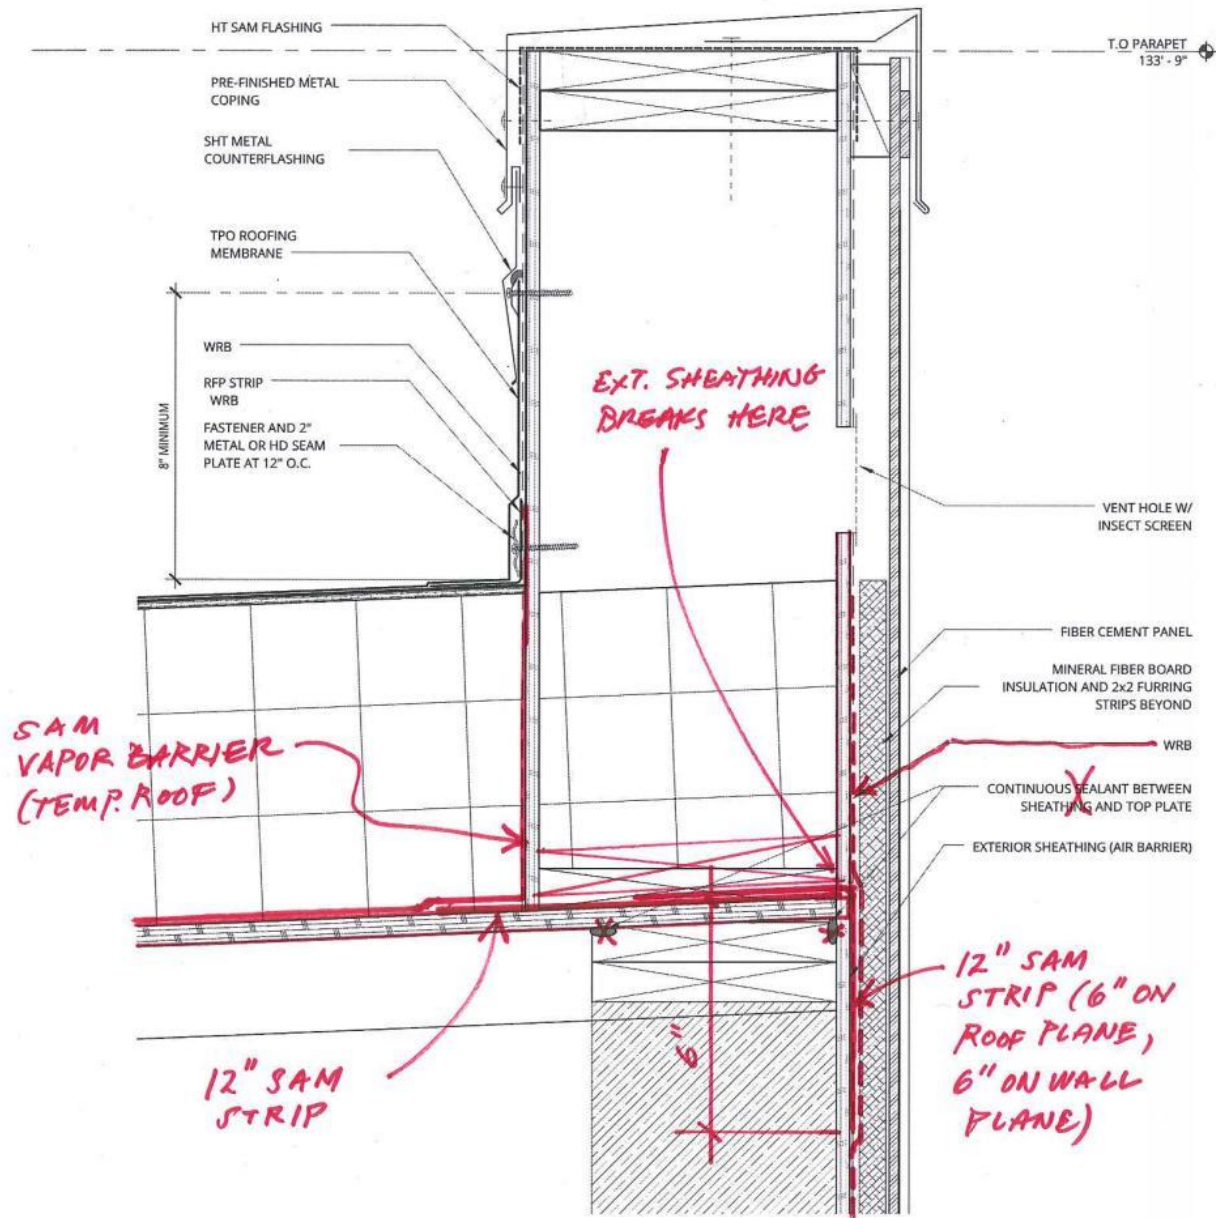 HT SAM FLASHING
PRE-FINISHED METAL
COPING
SHT METAL
COUNTERFLASHING
TPO ROOFING
MEMBRANE
WRB
RFP STRIP
WRB
FASTENER AND 2"
METAL OR HD SEAM
PLATE AT 12" O.C.
8" MINIMUM
T.O PARAPET
133' - 9"
EXT. SHEATHING
BREAKS HERE
VENT HOLE W/
INSECT SCREEN
FIBER CEMENT PANEL
MINERAL FIBER BOARD
INSULATION AND 2x2 FURRING
STRIPS BEYOND
WRB
CONTINUOUS SEALANT BETWEEN
SHEATHING AND TOP PLATE
EXTERIOR SHEATHING (AIR BARRIER)
SAM
VAPOR BARRIER
(TEMP. ROOF)
12" SAM
STRIP
6"
12" SAM
STRIP (6" ON
ROOF PLANE,
6" ON WALL
PLANE)